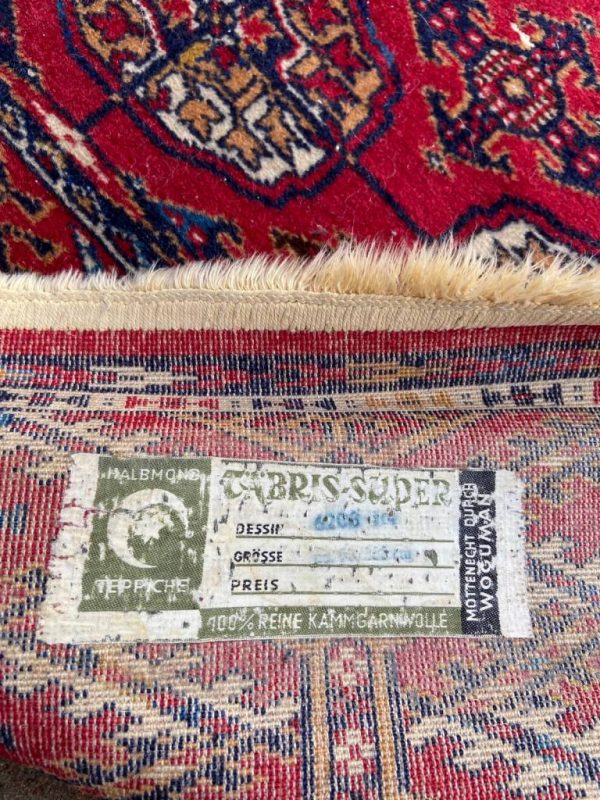 HALBMOND
TEPPICHE
TABRIS-SUPER
DESSIN
GRÖSSE
PREIS
100% REINE KAMMGARNWOLLE
MOTTENECHT DURCH
WOGUMAN